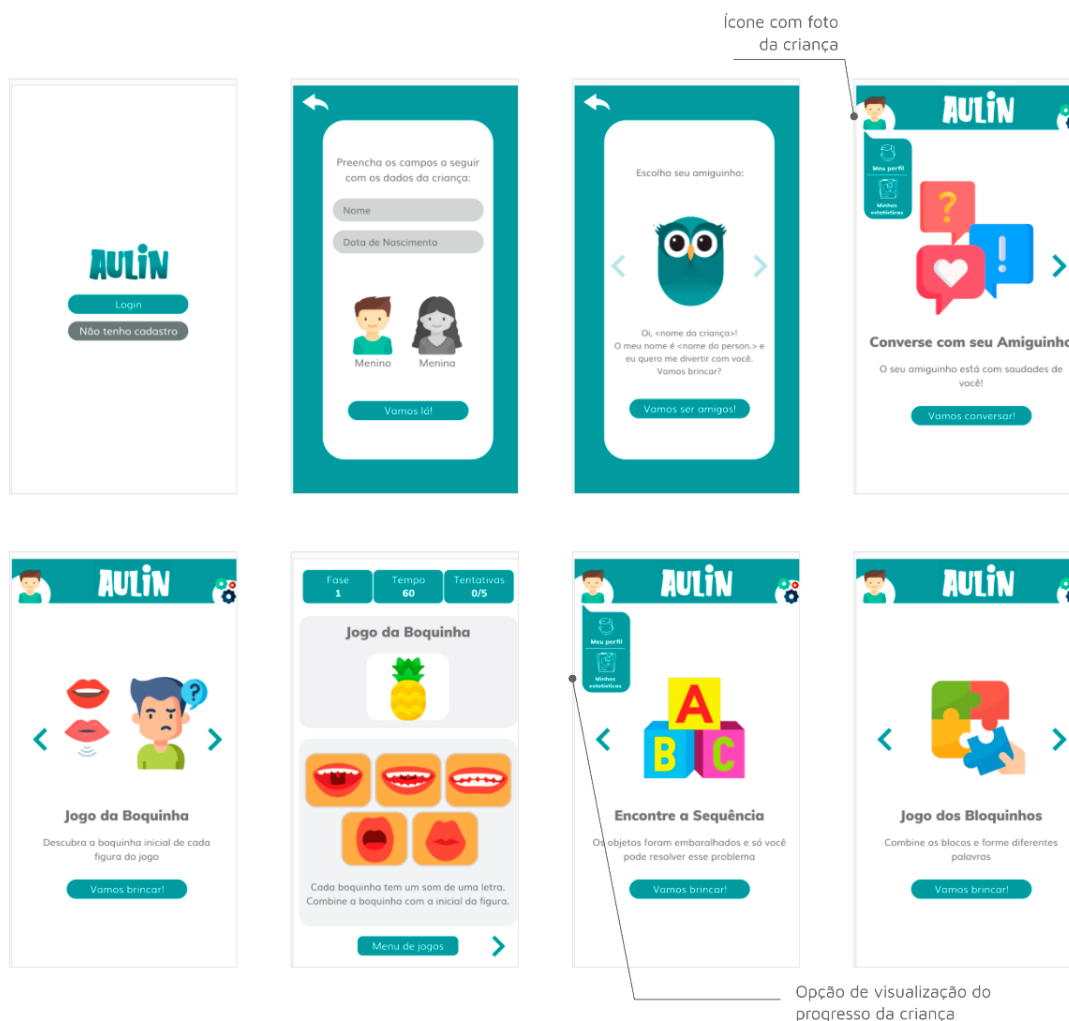 Ícone com foto
da criança
AULiN
Login
Não tenho cadastro
Preencha os campos a seguir
com os dados da criança:
Nome
Data de Nascimento
Menino
Menina
Vamos lá!
Escolha seu amiguinho:
Oi, <nome da criança>!
O meu nome é <nome do person.> e
eu quero me divertir com você.
Vamos brincar?
Vamos ser amigos!
AULiN
Meu perfil
Minhas
estatísticas
?
!
Converse com seu Amiguinho
O seu amiguinho está com saudades de
você!
Vamos conversar!
AULiN
?
Jogo da Boquinha
Descubra a boquinha inicial de cada
figura do jogo
Vamos brincar!
Fase
1
Tempo
60
Tentativas
0/5
Jogo da Boquinha
Cada boquinha tem um som de uma letra.
Combine a boquinha com a inicial da figura.
Menu de jogos
AULiN
Meu perfil
Minhas
estatísticas
A
B C
Encontre a Sequência
Os objetos foram embaralhados e só você
pode resolver esse problema
Vamos brincar!
AULiN
Jogo dos Bloquinhos
Combine os blocos e forme diferentes
palavras
Vamos brincar!
Opção de visualização do
progresso da criança